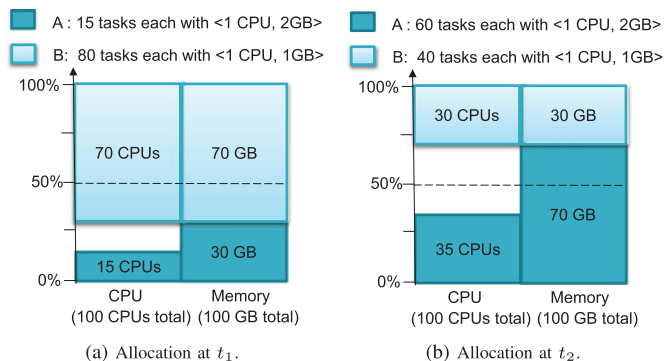 A : 15 tasks each with <1 CPU, 2GB>
B: 80 tasks each with <1 CPU, 1GB>
100%
50%
0%
70 CPUs
70 GB
15 CPUs
30 GB
CPU
(100 CPUs total)
Memory
(100 GB total)
(a) Allocation at t₁.
A: 60 tasks each with <1 CPU, 2GB>
B: 40 tasks each with <1 CPU, 1GB>
100%
50%
0%
30 CPUs
30 GB
35 CPUs
70 GB
CPU
(100 CPUs total)
Memory
(100 GB total)
(b) Allocation at t₂.